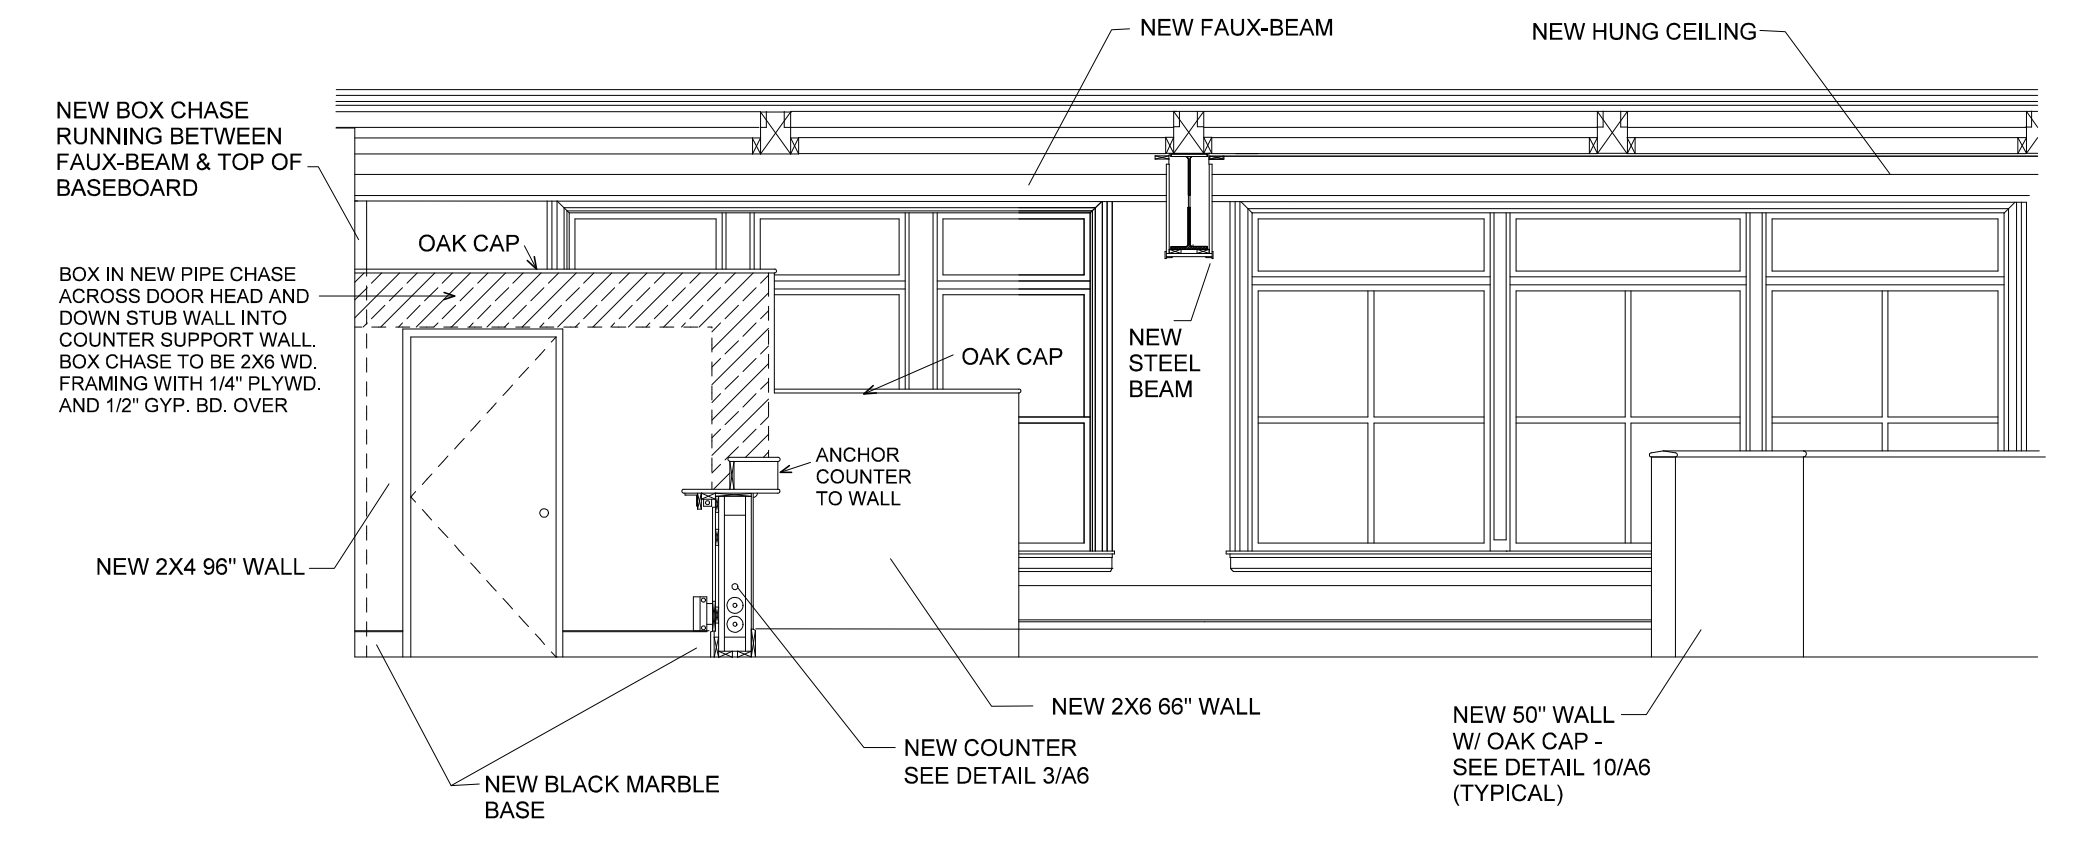 NEW FAUX-BEAM
NEW HUNG CEILING
NEW BOX CHASE
RUNNING BETWEEN
FAUX-BEAM & TOP OF
BASEBOARD
OAK CAP
BOX IN NEW PIPE CHASE
ACROSS DOOR HEAD AND
DOWN STUB WALL INTO
COUNTER SUPPORT WALL.
BOX CHASE TO BE 2X6 WD.
FRAMING WITH 1/4" PLYWD.
AND 1/2" GYP. BD. OVER
NEW
STEEL
BEAM
OAK CAP
ANCHOR
COUNTER
TO WALL
NEW 2X4 96" WALL
NEW 2X6 66" WALL
NEW COUNTER
SEE DETAIL 3/A6
NEW 50" WALL
W/ OAK CAP -
SEE DETAIL 10/A6
(TYPICAL)
NEW BLACK MARBLE
BASE